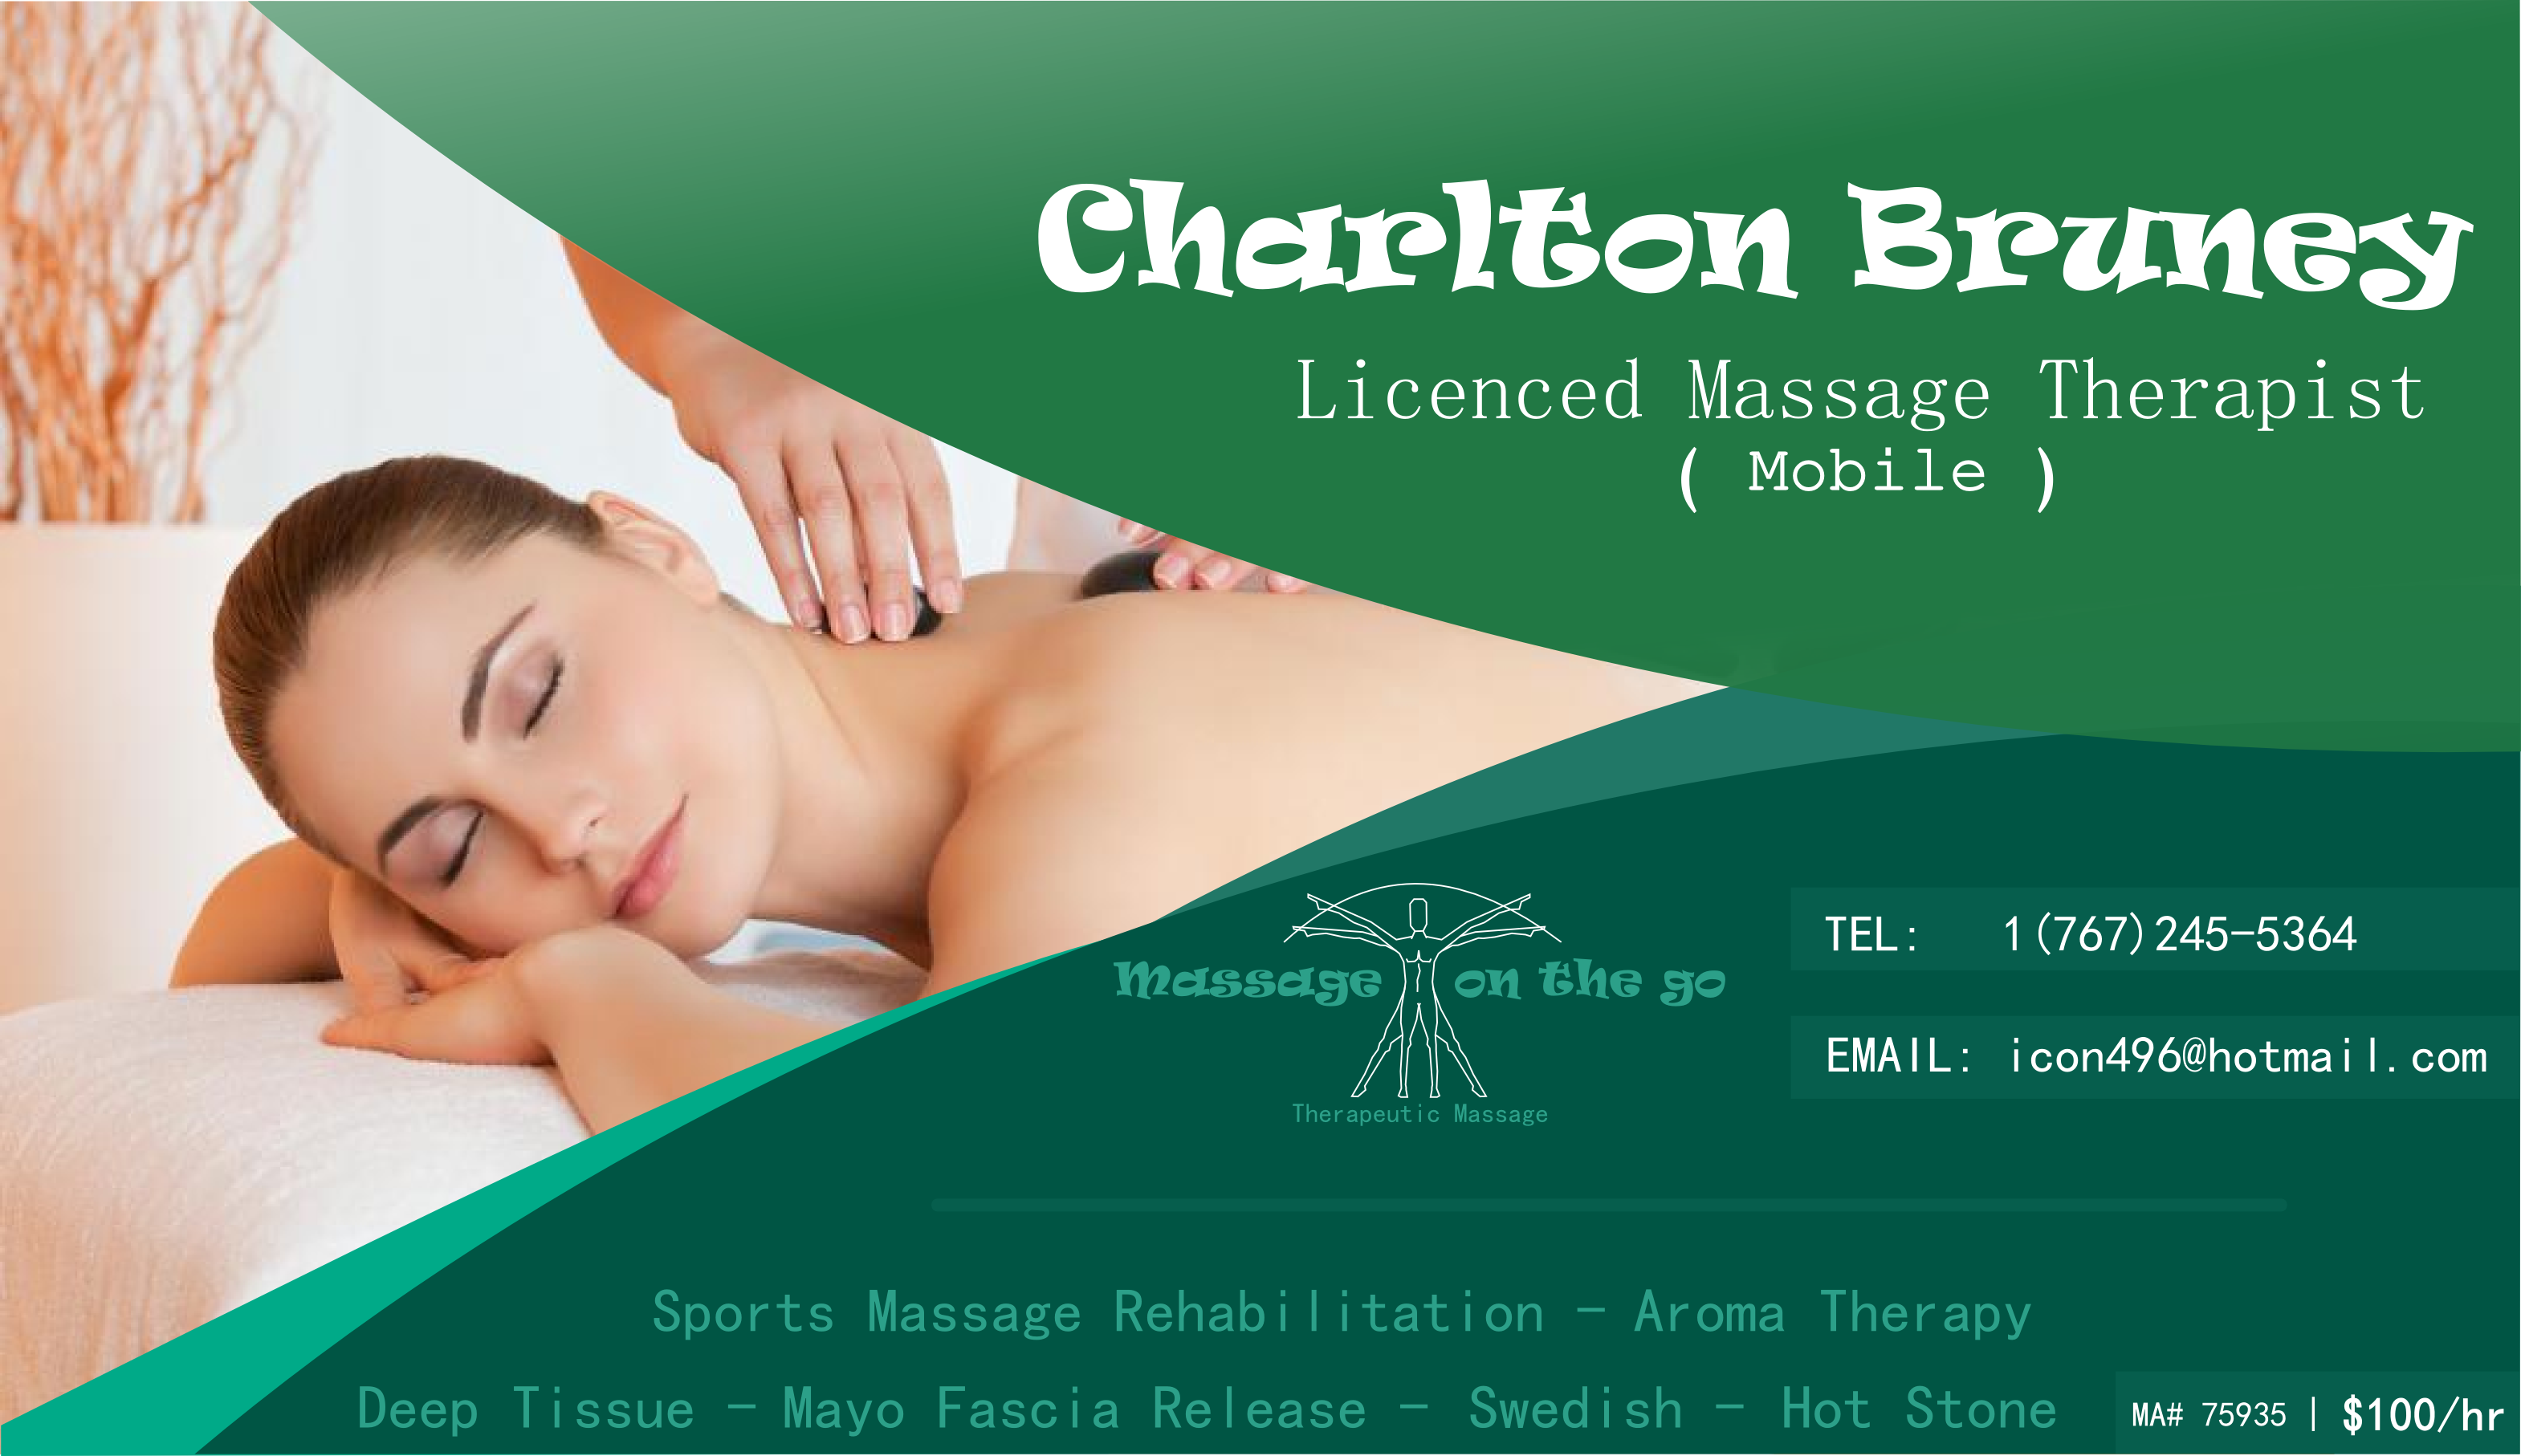 Charlton Bruney
Licenced Massage Therapist
( Mobile )
Massage on the go
Therapeutic Massage
TEL: 1(767)245-5364
EMAIL: icon496@hotmail.com
Sports Massage Rehabilitation - Aroma Therapy
Deep Tissue - Mayo Fascia Release - Swedish - Hot Stone
MA# 75935 | $100/hr